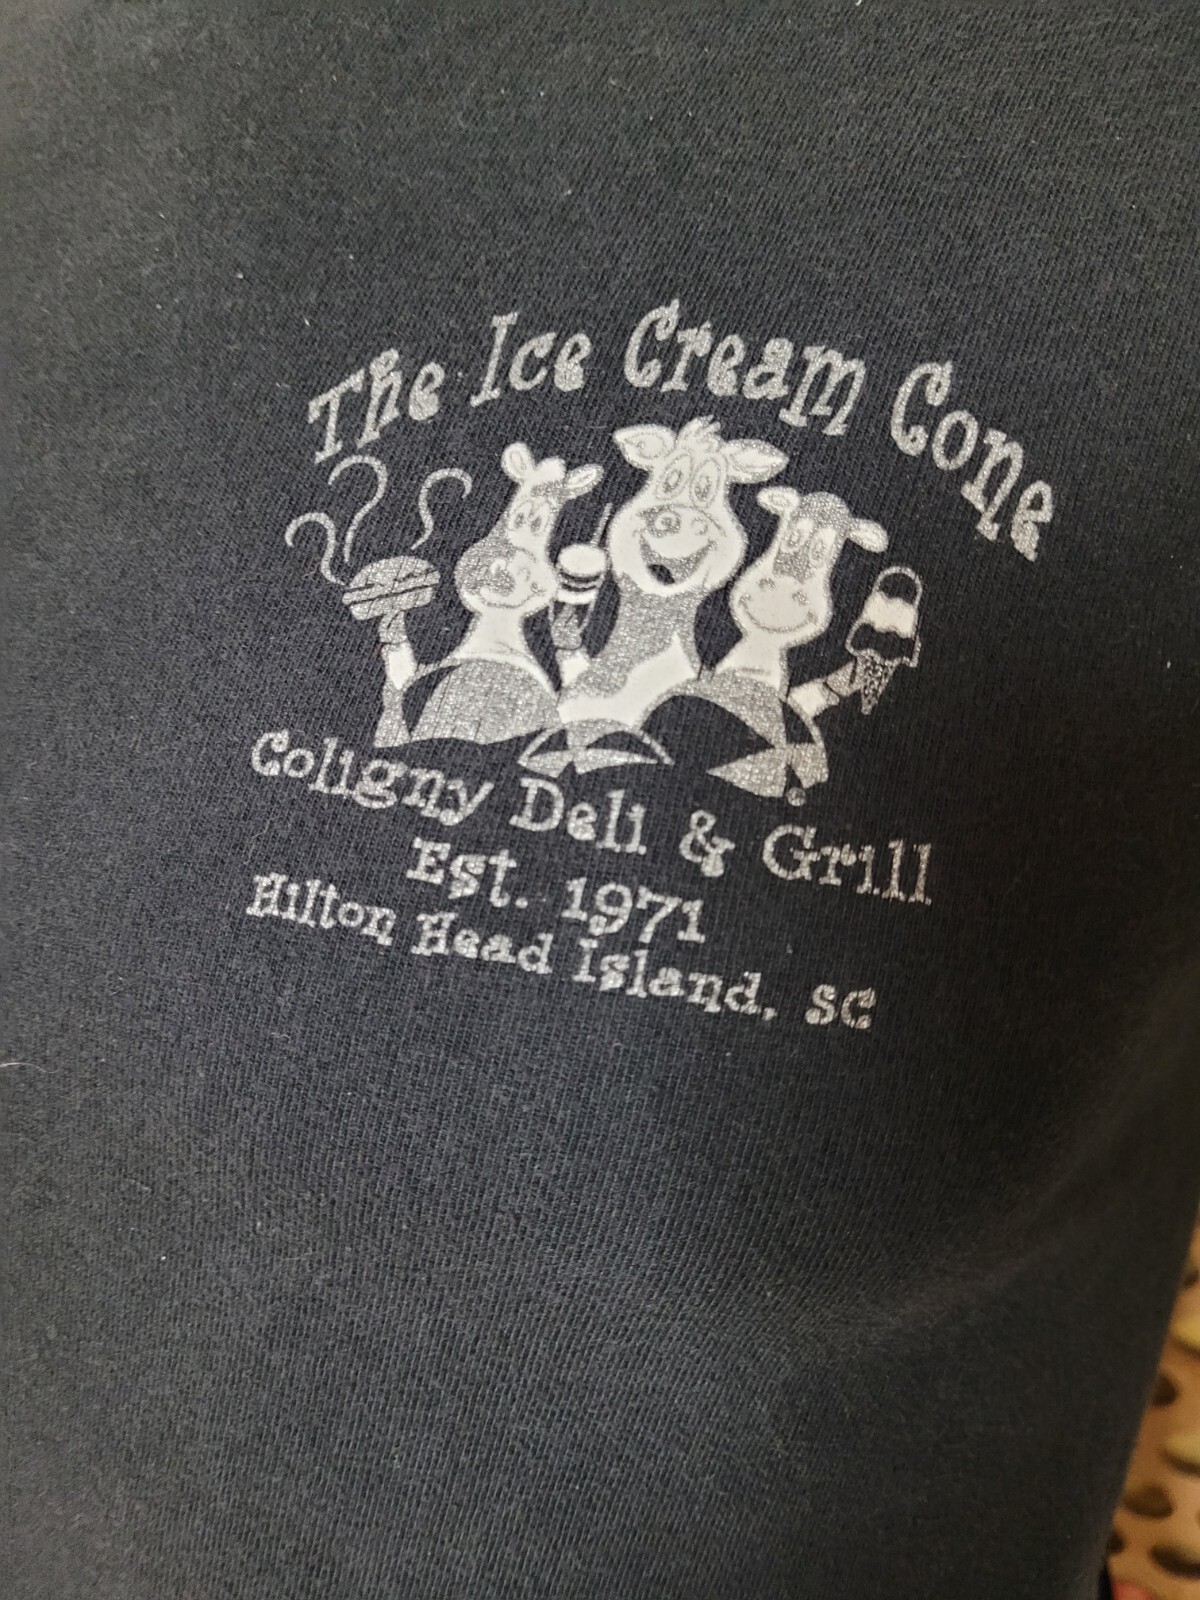 The Ice Cream Cone
Coligny Deli & Grill
Est. 1971
Hilton Head Island, SC